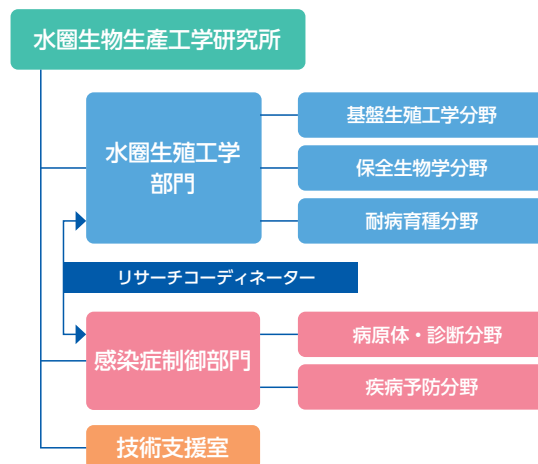 水圏生物生産工学研究所
水圏生殖工学
部門
基盤生殖工学分野
保全生物学分野
耐病育種分野
リサーチコーディネーター
感染症制御部門
病原体・診断分野
疾病予防分野
技術支援室